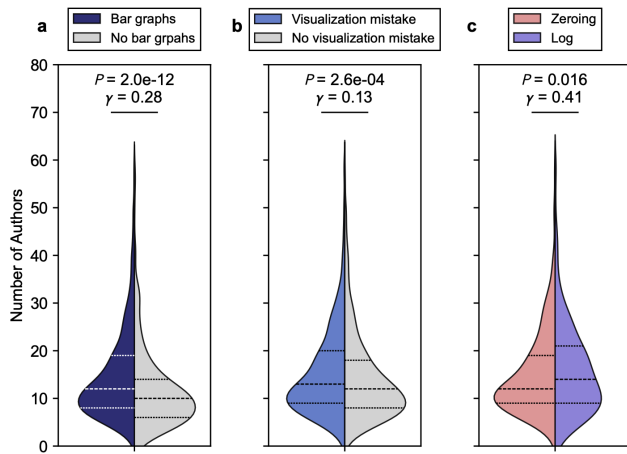 a
Bar graphs
No bar grpahs
b
Visualization mistake
No visualization mistake
c
Zeroing
Log
Number of Authors
80
70
60
50
40
30
20
10
0
P = 2.0e-12
γ = 0.28
P = 2.6e-04
γ = 0.13
P = 0.016
γ = 0.41